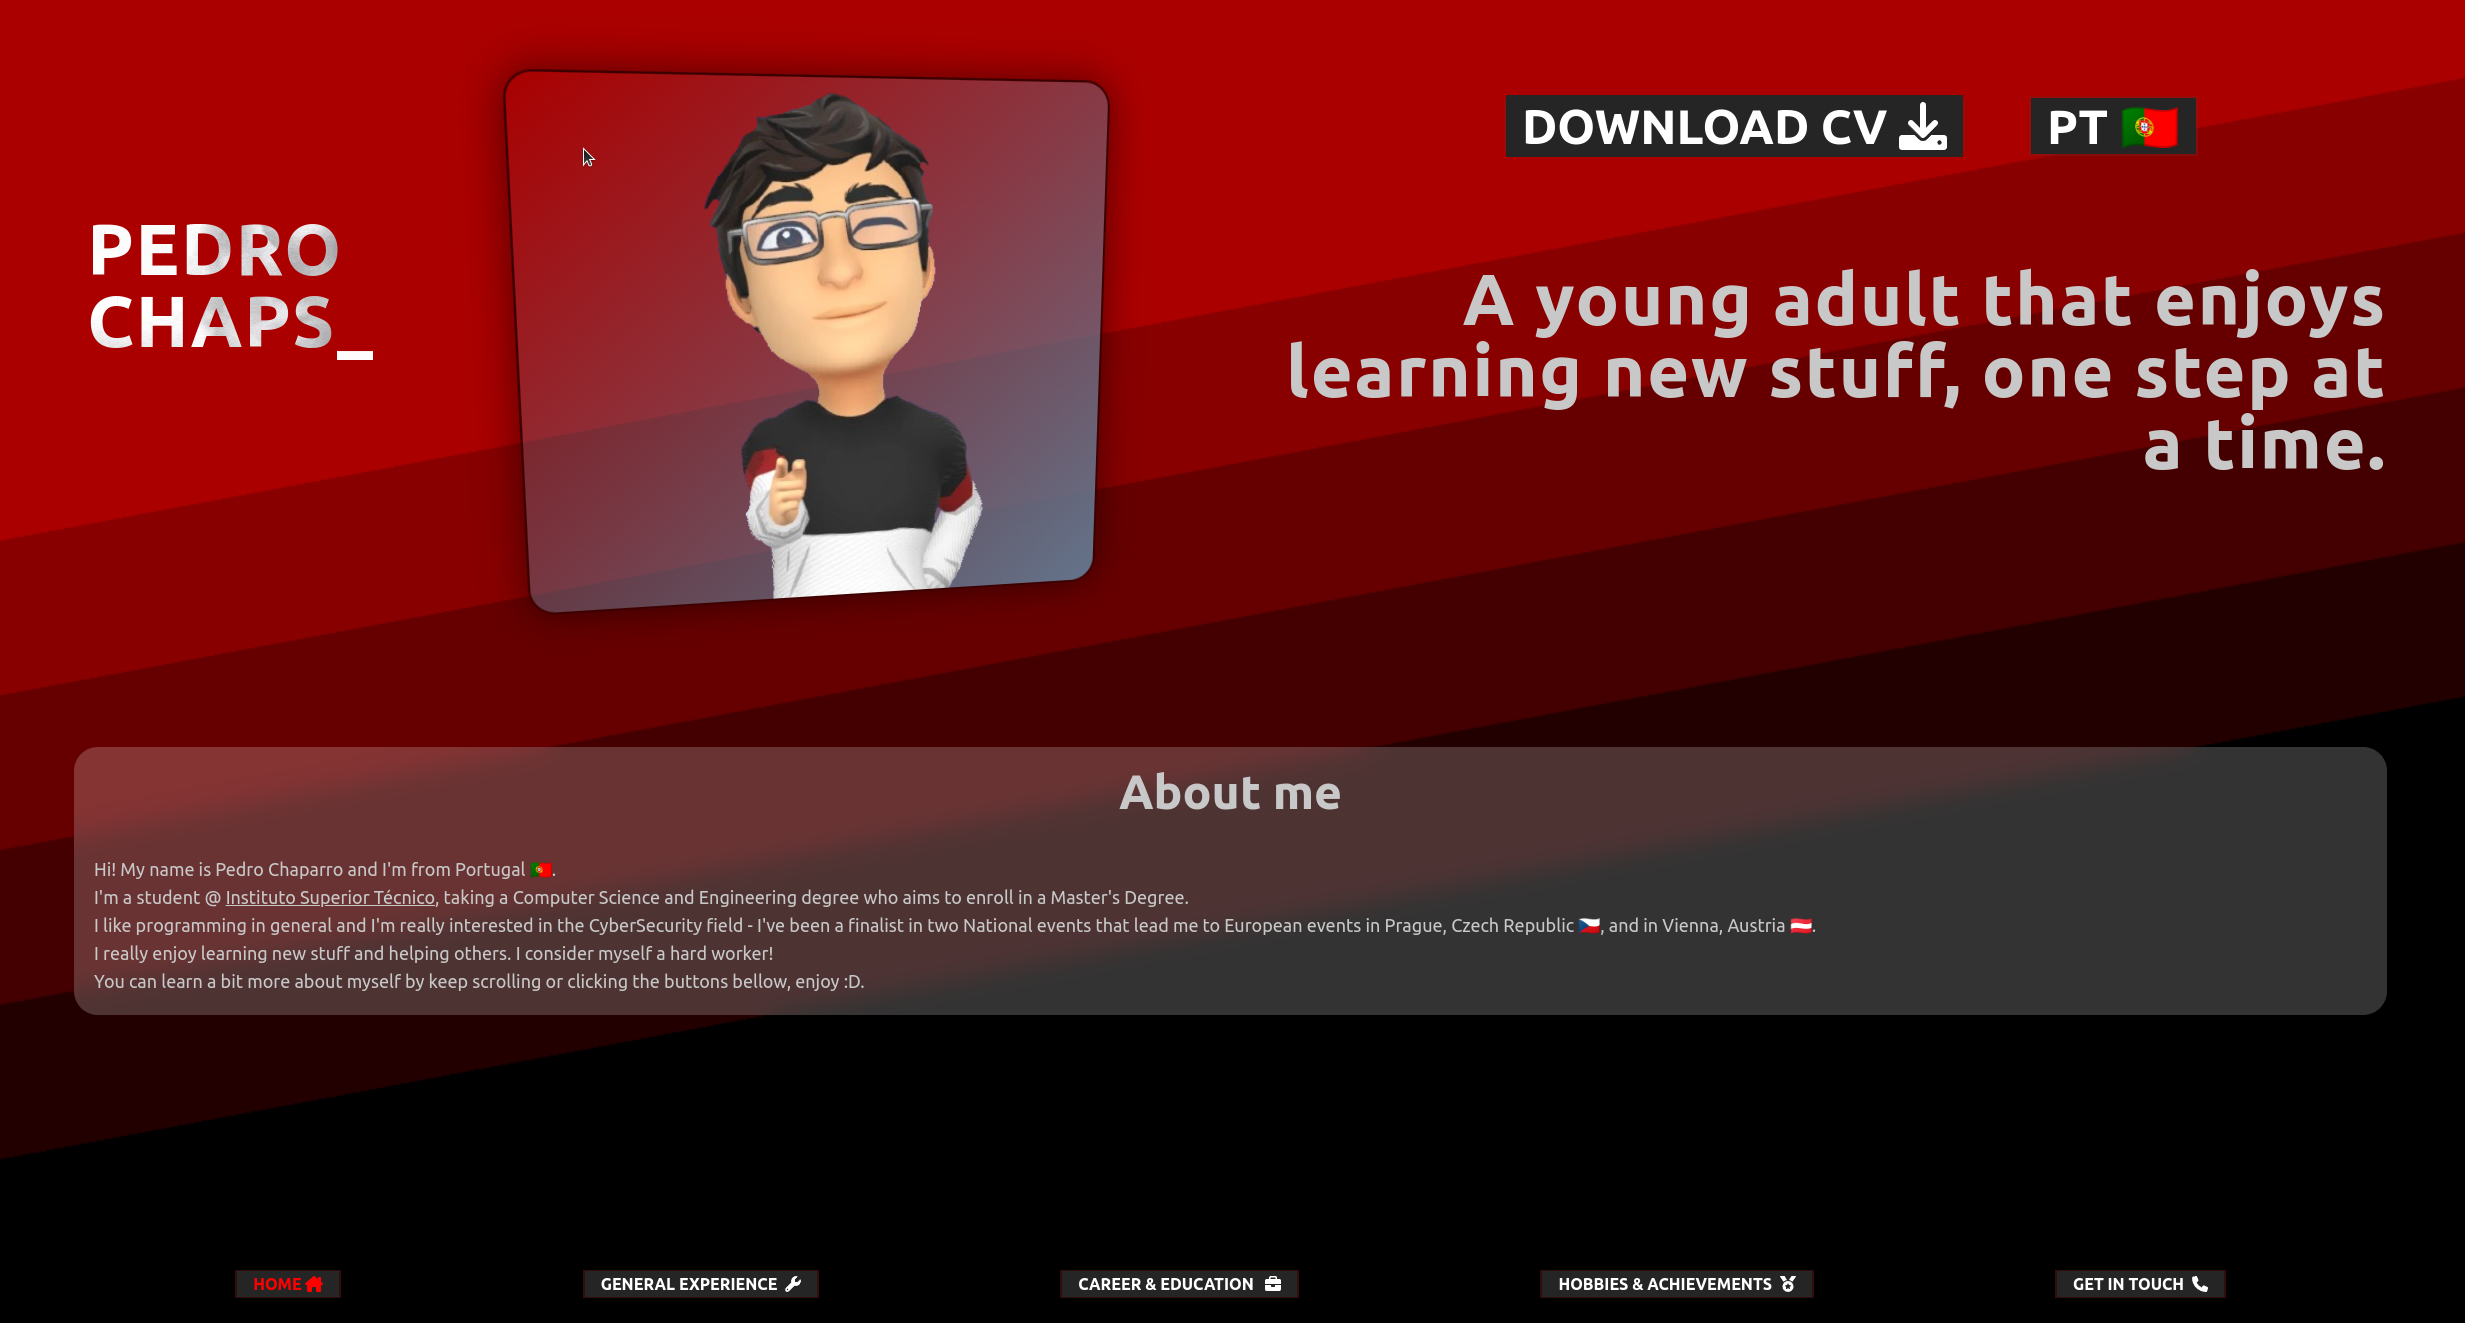 PEDRO
CHAPS_
DOWNLOAD CV
PT
A young adult that enjoys
learning new stuff, one step at
a time.
About me
Hi! My name is Pedro Chaparro and I'm from Portugal 🇵🇹.
I'm a student @ Instituto Superior Técnico, taking a Computer Science and Engineering degree who aims to enroll in a Master's Degree.
I like programming in general and I'm really interested in the CyberSecurity field - I've been a finalist in two National events that lead me to European events in Prague, Czech Republic 🇨🇿, and in Vienna, Austria 🇦🇹.
I really enjoy learning new stuff and helping others. I consider myself a hard worker!
You can learn a bit more about myself by keep scrolling or clicking the buttons bellow, enjoy :D.
HOME
GENERAL EXPERIENCE
CAREER & EDUCATION
HOBBIES & ACHIEVEMENTS
GET IN TOUCH